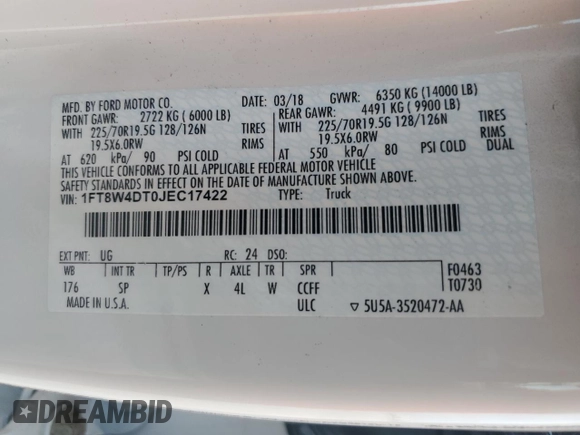 MFD. BY FORD MOTOR CO.
DATE: 03/18 GVWR: 6350 KG (14000 LB)
FRONT GAWR: 2722 KG ( 6000 LB) REAR GAWR: 4491 KG ( 9900 LB)
WITH 225/70R19.5G 128/126N TIRES WITH 225/70R19.5G 128/126N TIRES
19.5X6.0RW RIMS 19.5X6.0RW RIMS
AT 620 kPa/ 90 PSI COLD AT 550 kPa/ 80 PSI COLD DUAL
THIS VEHICLE CONFORMS TO ALL APPLICABLE FEDERAL MOTOR VEHICLE
SAFETY STANDARDS IN EFFECT ON THE DATE OF MANUFACTURE SHOWN ABOVE.
VIN: 1FT8W4DT0JEC17422 TYPE: Truck
EXT PNT: UG RC: 24 DSO:
WB INT TR TP/PS R AXLE TR SPR F0463
176 SP X 4L W CCFF T0730
MADE IN U.S.A. ULC ▽ 5U5A-3520472-AA
DREAMBID